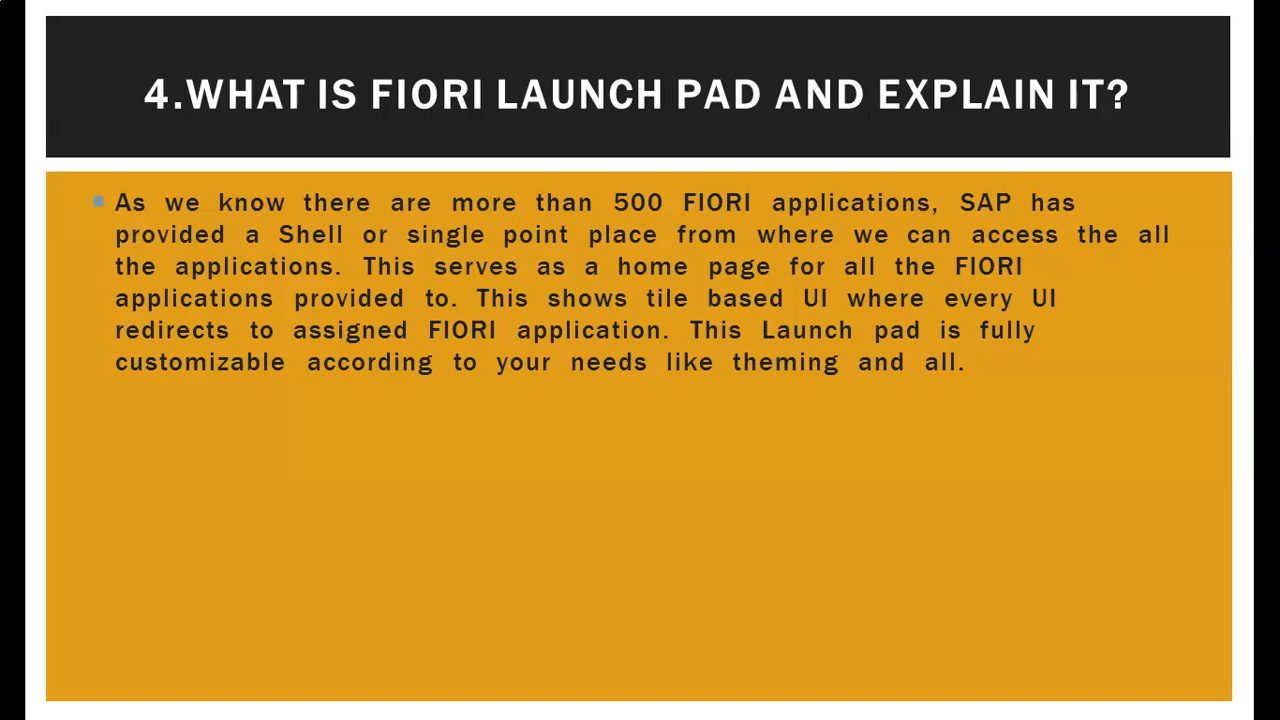 4.WHAT IS FIORI LAUNCH PAD AND EXPLAIN IT?
As we know there are more than 500 FIORI applications, SAP has
provided a Shell or single point place from where we can access the all
the applications. This serves as a home page for all the FIORI
applications provided to. This shows tile based UI where every UI
redirects to assigned FIORI application. This Launch pad is fully
customizable according to your needs like theming and all.